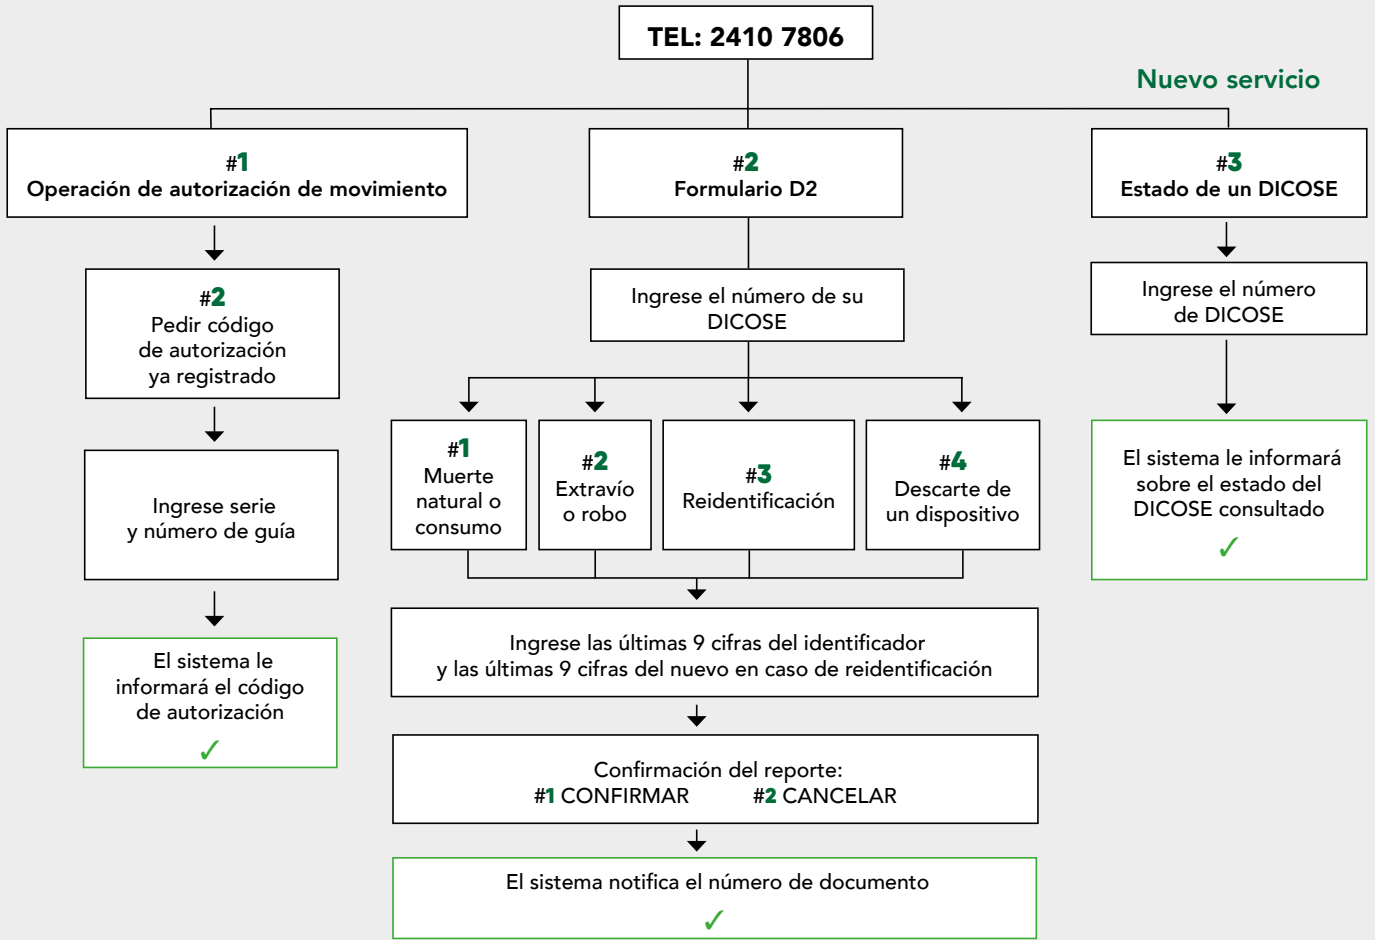 TEL: 2410 7806
Nuevo servicio
#1
Operación de autorización de movimiento
#2
Pedir código
de autorización
ya registrado
Ingrese serie
y número de guía
El sistema le
informará el código
de autorización
✓
#2
Formulario D2
Ingrese el número de su
DICOSE
#1
Muerte
natural o
consumo
#2
Extravío
o robo
#3
Reidentificación
#4
Descarte de
un dispositivo
Ingrese las últimas 9 cifras del identificador
y las últimas 9 cifras del nuevo en caso de reidentificación
Confirmación del reporte:
#1 CONFIRMAR #2 CANCELAR
El sistema notifica el número de documento
✓
#3
Estado de un DICOSE
Ingrese el número
de DICOSE
El sistema le informará
sobre el estado del
DICOSE consultado
✓